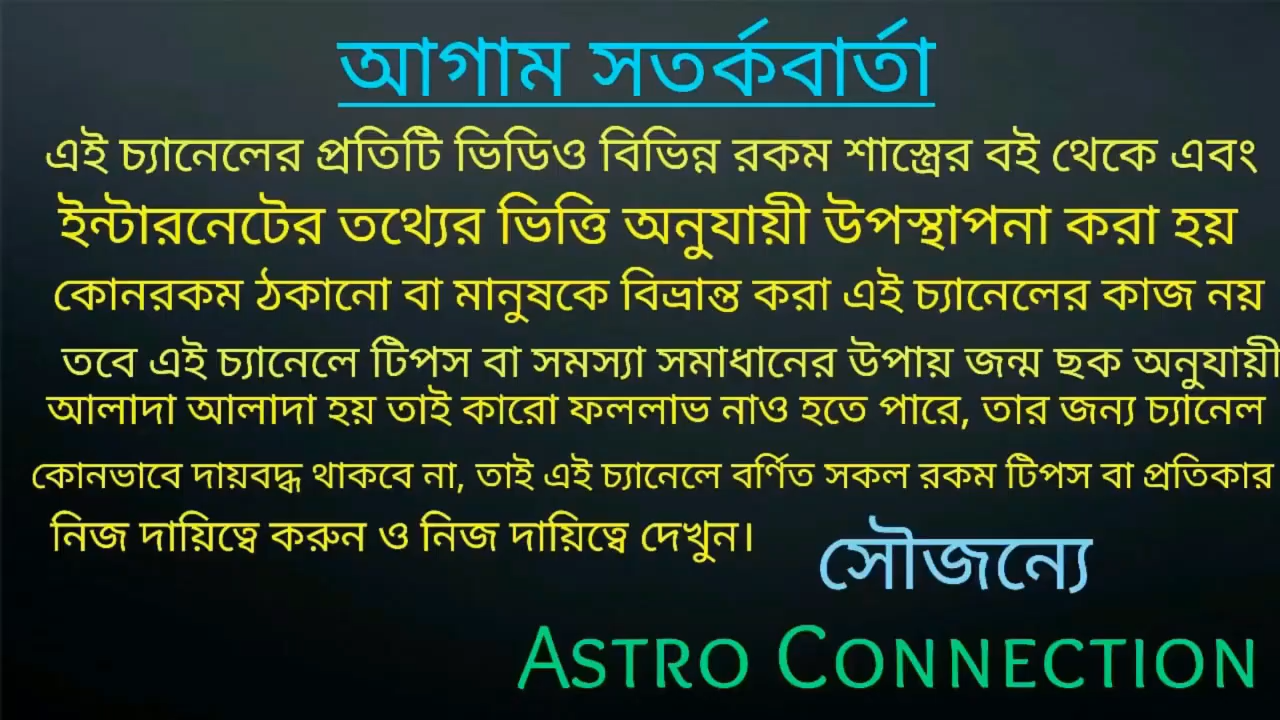 আগাম সতর্কবার্তা
এই চ্যানেলের প্রতিটি ভিডিও বিভিন্ন রকম শাস্ত্রের বই থেকে এবং
ইন্টারনেটের তথ্যের ভিত্তি অনুযায়ী উপস্থাপনা করা হয়
কোনরকম ঠকানো বা মানুষকে বিভ্রান্ত করা এই চ্যানেলের কাজ নয়
তবে এই চ্যানেলে টিপস বা সমস্যা সমাধানের উপায় জন্ম ছক অনুযায়ী
আলাদা আলাদা হয় তাই কারো ফললাভ নাও হতে পারে, তার জন্য চ্যানেল
কোনভাবে দায়বদ্ধ থাকবে না, তাই এই চ্যানেলে বর্ণিত সকল রকম টিপস বা প্রতিকার
নিজ দায়িত্বে করুন ও নিজ দায়িত্বে দেখুন।
সৌজন্যে
ASTRO CONNECTION